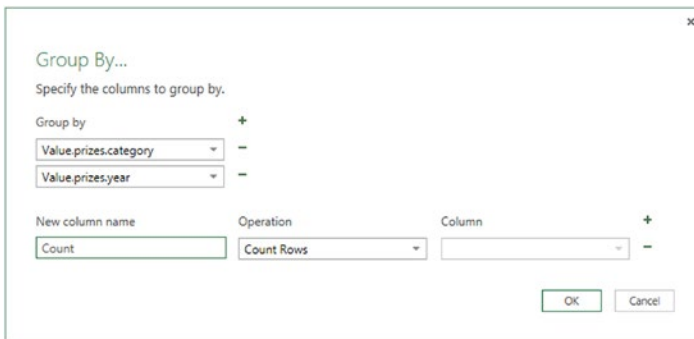 Group By...
Specify the columns to group by.
Group by
Value.prizes.category
Value.prizes.year
New column name Operation Column
Count Count Rows
OK Cancel